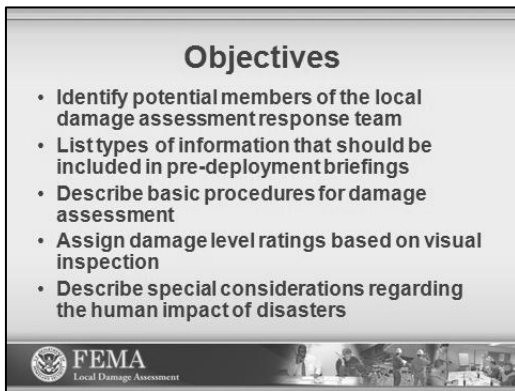 Objectives
• Identify potential members of the local
damage assessment response team
• List types of information that should be
included in pre-deployment briefings
• Describe basic procedures for damage
assessment
• Assign damage level ratings based on visual
inspection
• Describe special considerations regarding
the human impact of disasters
FEMA
Local Damage Assessment